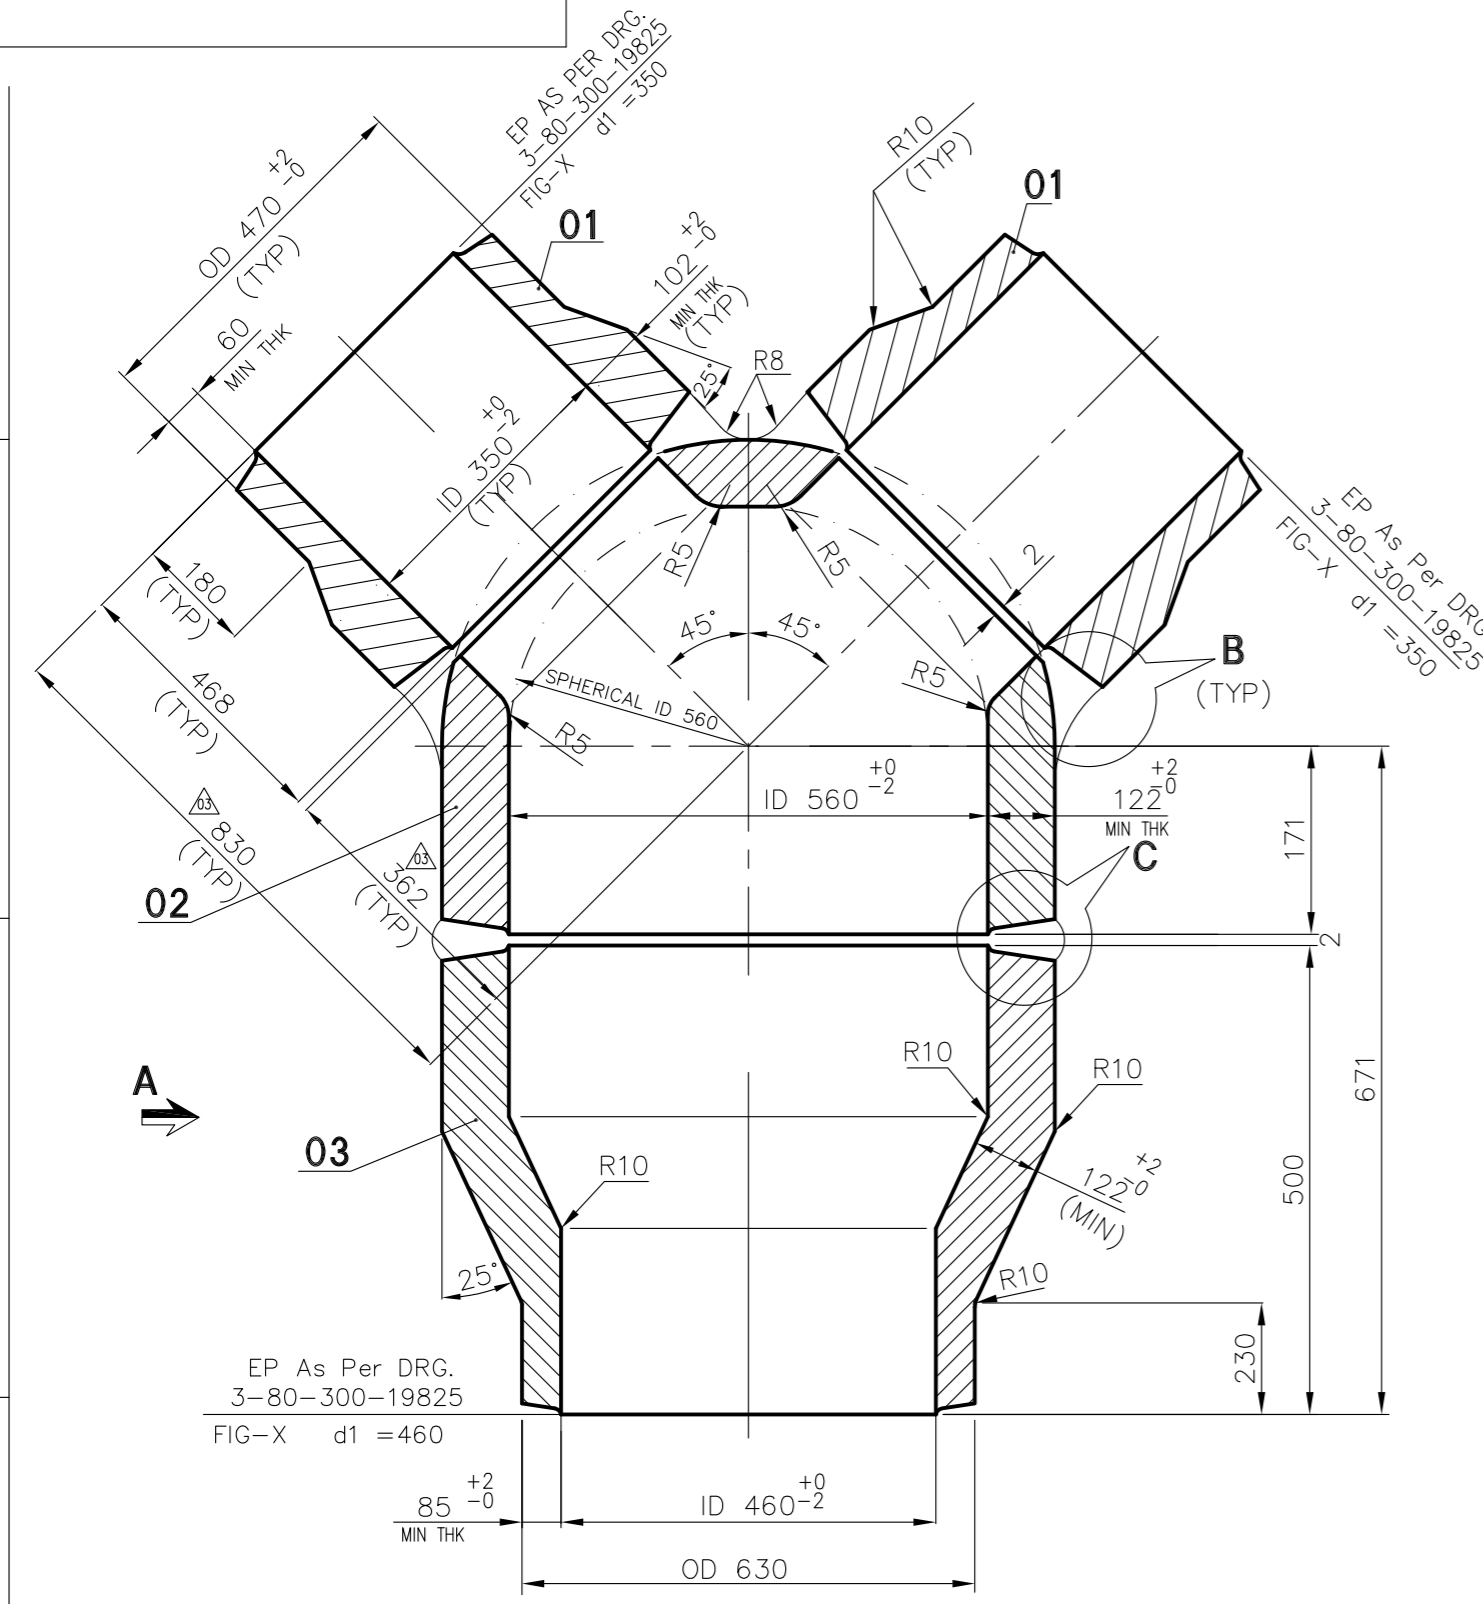 EP AS PER DRG.
3-80-300-19825
FIG-X d1 =350
OD 470 +2 -0
(TYP)
60
MIN THK
01
102 +2 -0
MIN THK
(TYP)
R10
(TYP)
01
25°
R8
ID 350 +0 -2
(TYP)
EP As Per DRG
3-80-300-19825
FIG-X d1 =350
180
(TYP)
R5
R5
2
45°
45°
468
(TYP)
SPHERICAL ID 560
R5
R5
B
(TYP)
03
830
(TYP)
03
362
(TYP)
ID 560 +0 -2
122 +2 -0
MIN THK
C
171
02
2
671
A
R10
R10
03
R10
122 +2 -0
(MIN)
500
25°
R10
230
EP As Per DRG.
3-80-300-19825
FIG-X d1 =460
85 +2 -0
MIN THK
ID 460 +0 -2
OD 630